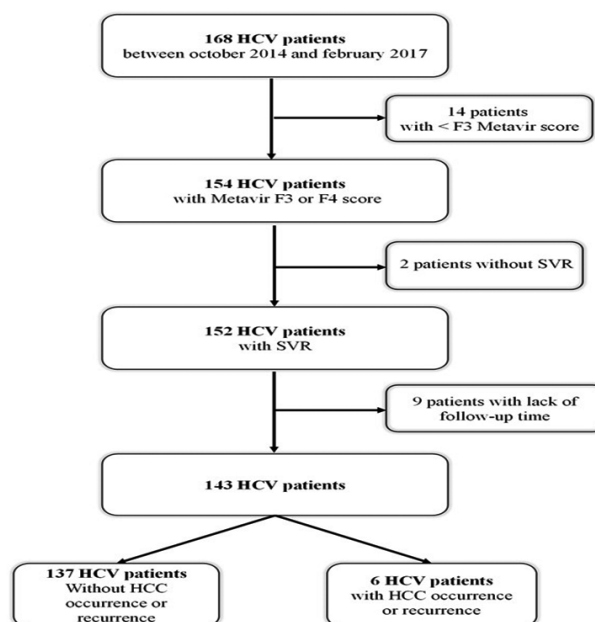 168 HCV patients
between october 2014 and february 2017
14 patients
with < F3 Metavir score
154 HCV patients
with Metavir F3 or F4 score
2 patients without SVR
152 HCV patients
with SVR
9 patients with lack of
follow-up time
143 HCV patients
137 HCV patients
Without HCC
occurrence or
recurrence
6 HCV patients
with HCC occurrence
or recurrence